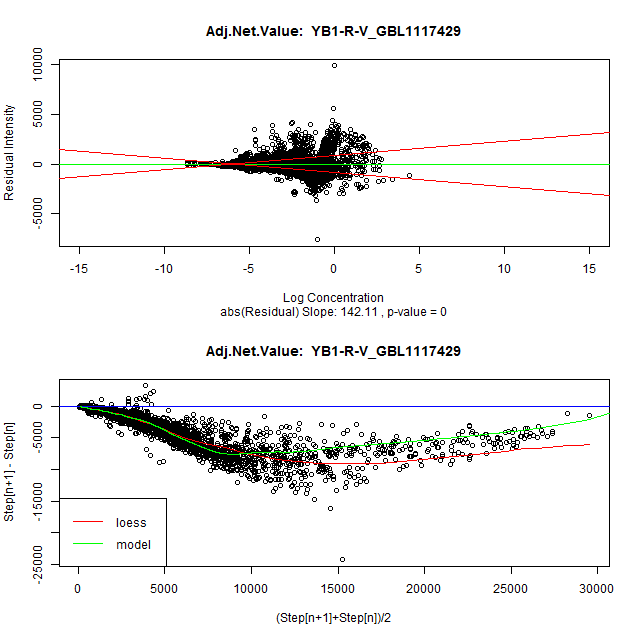 Adj.Net.Value:  YB1-R-V_GBL1117429
Residual Intensity
10000
5000
0
-5000
-15
-10
-5
0
5
10
15
Log Concentration
abs(Residual) Slope: 142.11 , p-value = 0
Adj.Net.Value:  YB1-R-V_GBL1117429
Step[n+1] - Step[n]
0
-5000
-15000
-25000
loess
model
0
5000
10000
15000
20000
25000
30000
(Step[n+1]+Step[n])/2